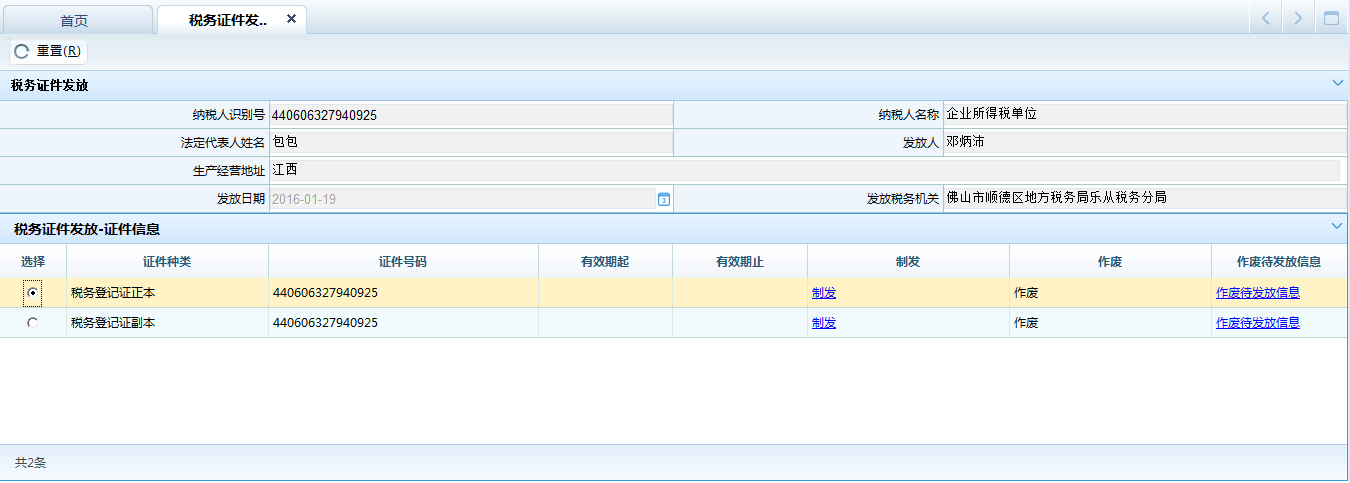 首页 税务证件发..
重置(R)
税务证件发放
纳税人识别号 440606327940925 纳税人名称 企业所得税单位
法定代表人姓名 包包 发放人 邓炳沛
生产经营地址 江西
发放日期 2016-01-19 发放税务机关 佛山市顺德区地方税务局乐从税务分局
税务证件发放-证件信息
选择 证件种类 证件号码 有效期起 有效期止 制发 作废 作废待发放信息
税务登记证正本 440606327940925 制发 作废 作废待发放信息
税务登记证副本 440606327940925 制发 作废 作废待发放信息
共2条